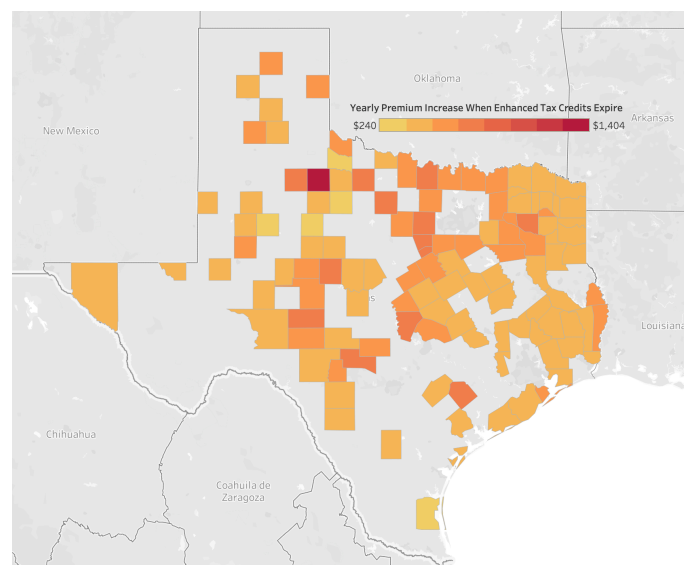 Oklahoma
Yearly Premium Increase When Enhanced Tax Credits Expire
$240
$1,404
Arkansas
New Mexico
as
Louisiana
Chihuahua
Coahuila de
Zaragoza